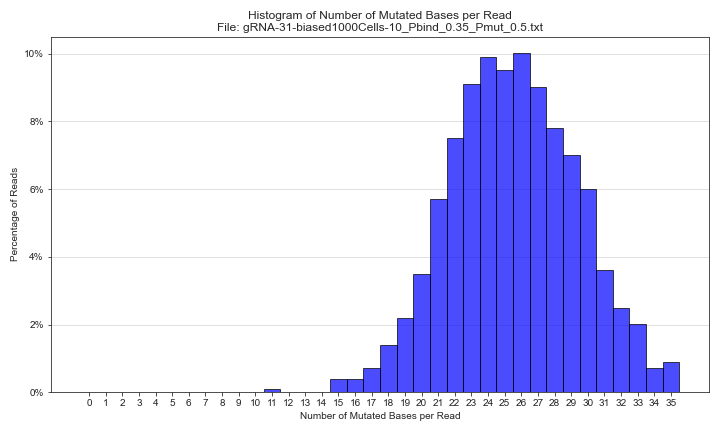 Histogram of Number of Mutated Bases per Read
File: gRNA-31-biased1000Cells-10_Pbind_0.35_Pmut_0.5.txt
10%
8%
6%
4%
2%
0%
Percentage of Reads
0 1 2 3 4 5 6 7 8 9 10 11 12 13 14 15 16 17 18 19 20 21 22 23 24 25 26 27 28 29 30 31 32 33 34 35
Number of Mutated Bases per Read